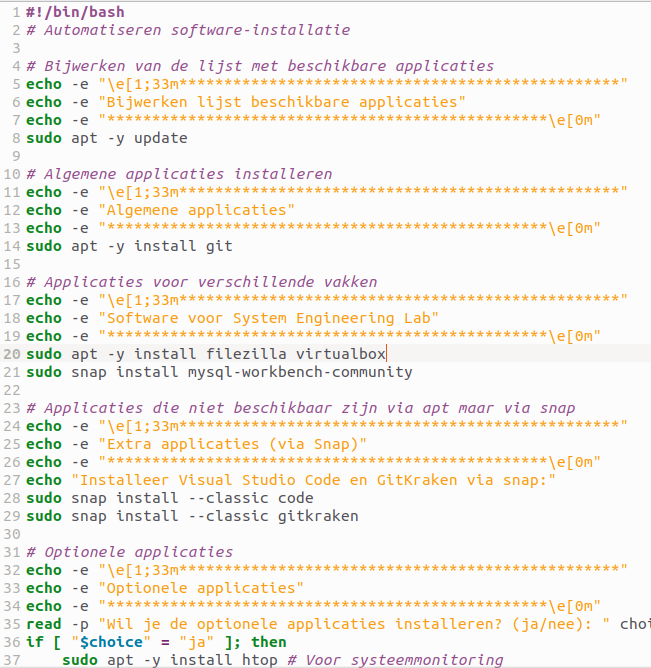 1 #!/bin/bash
2 # Automatiseren software-installatie
3
4 # Bijwerken van de lijst met beschikbare applicaties
5 echo -e "\e[1;33m*************************************************"
6 echo -e "Bijwerken lijst beschikbare applicaties"
7 echo -e "*************************************************\e[0m"
8 sudo apt -y update
9
10 # Algemene applicaties installeren
11 echo -e "\e[1;33m*************************************************"
12 echo -e "Algemene applicaties"
13 echo -e "*************************************************\e[0m"
14 sudo apt -y install git
15
16 # Applicaties voor verschillende vakken
17 echo -e "\e[1;33m*************************************************"
18 echo -e "Software voor System Engineering Lab"
19 echo -e "*************************************************\e[0m"
20 sudo apt -y install filezilla virtualbox
21 sudo snap install mysql-workbench-community
22
23 # Applicaties die niet beschikbaar zijn via apt maar via snap
24 echo -e "\e[1;33m*************************************************"
25 echo -e "Extra applicaties (via Snap)"
26 echo -e "*************************************************\e[0m"
27 echo "Installeer Visual Studio Code en GitKraken via snap:"
28 sudo snap install --classic code
29 sudo snap install --classic gitkraken
30
31 # Optionele applicaties
32 echo -e "\e[1;33m*************************************************"
33 echo -e "Optionele applicaties"
34 echo -e "*************************************************\e[0m"
35 read -p "Wil je de optionele applicaties installeren? (ja/nee): " choi
36 if [ "$choice" = "ja" ]; then
37     sudo apt -y install htop # Voor systeemmonitoring